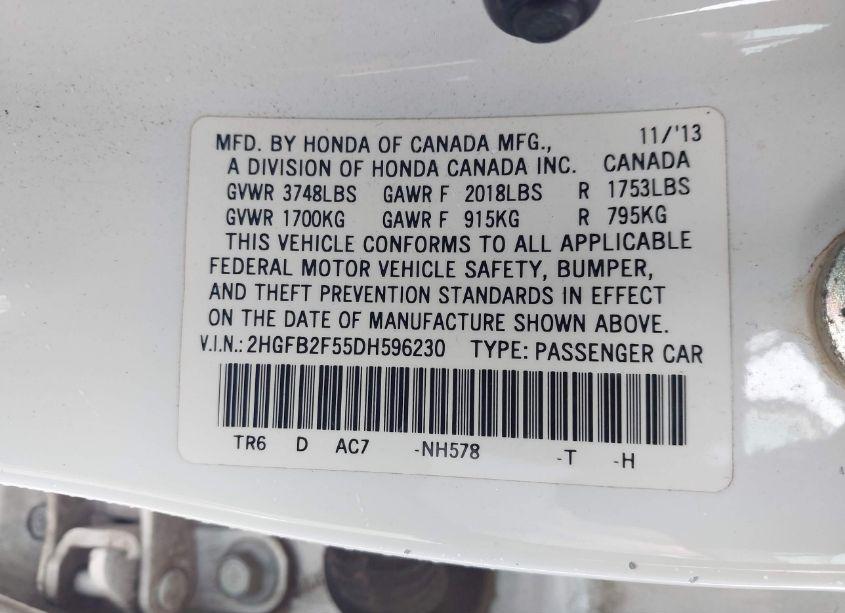 MFD. BY HONDA OF CANADA MFG., 11/'13
A DIVISION OF HONDA CANADA INC. CANADA
GVWR 3748LBS GAWR F 2018LBS R 1753LBS
GVWR 1700KG GAWR F 915KG R 795KG
THIS VEHICLE CONFORMS TO ALL APPLICABLE
FEDERAL MOTOR VEHICLE SAFETY, BUMPER,
AND THEFT PREVENTION STANDARDS IN EFFECT
ON THE DATE OF MANUFACTURE SHOWN ABOVE.
V.I.N.: 2HGFB2F55DH596230 TYPE: PASSENGER CAR
TR6 D AC7 -NH578 -T -H